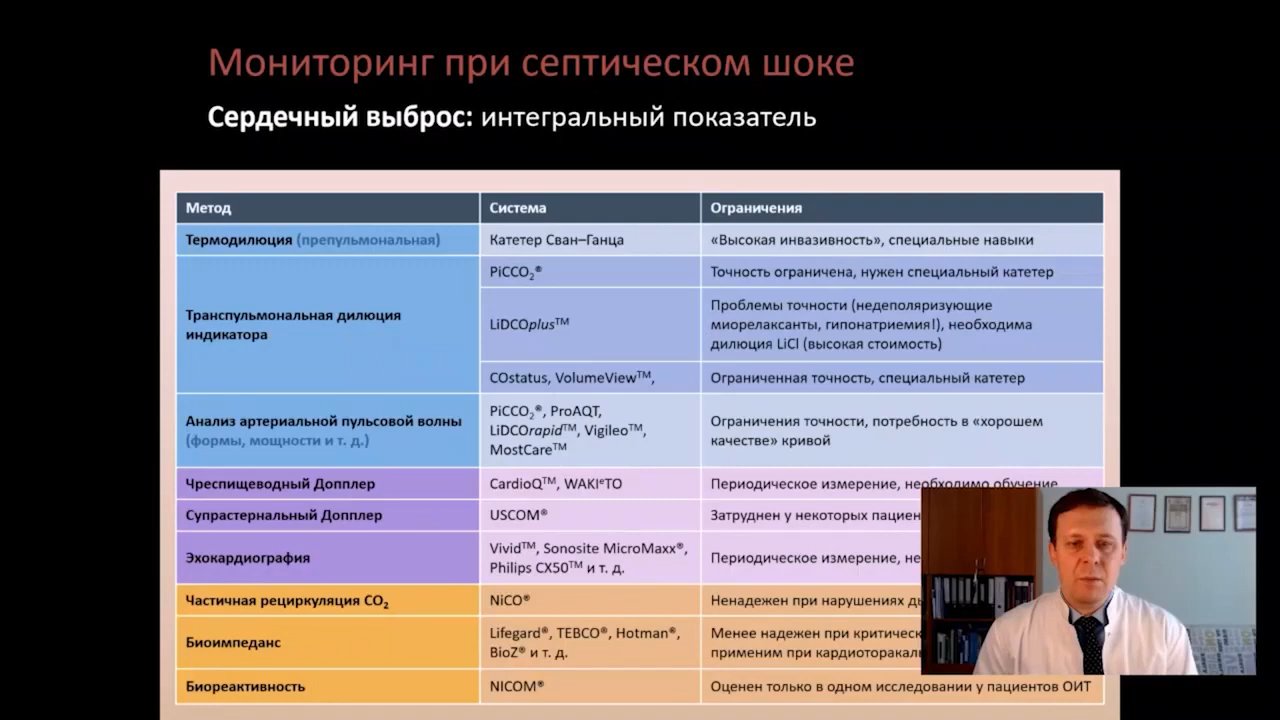 Мониторинг при септическом шоке
Сердечный выброс: интегральный показатель
Метод
Система
Ограничения
Термодилюция (препульмональная)
Катетер Сван–Ганца
«Высокая инвазивность», специальные навыки
Транспульмональная дилюция
индикатора
PiCCO₂®
Точность ограничена, нужен специальный катетер
LiDCOplus™
Проблемы точности (недеполяризующие
миорелаксанты, гипонатриемия!), необходима
дилюция LiCl (высокая стоимость)
COstatus, VolumeView™,
Ограниченная точность, специальный катетер
Анализ артериальной пульсовой волны
(формы, мощности и т. д.)
PiCCO₂®, ProAQT,
LiDCOrapid™, Vigileo™,
MostCare™
Ограничения точности, потребность в «хорошем
качестве» кривой
Чреспищеводный Допплер
CardioQ™, WAKIᵉTO
Периодическое измерение, необходимо обучение
Супрастернальный Допплер
USCOM®
Затруднен у некоторых
Эхокардиография
Vivid™, Sonosite MicroMaxx®,
Philips CX50™ и т. д.
Периодическое измерение,
Частичная рециркуляция CO₂
NiCO®
Ненадежен при нарушениях
Биоимпеданс
Lifegard®, TEBCO®, Hotman®,
BioZ® и т. д.
Менее надежен при
применим при
Биореактивность
NICOM®
Оценен только в одном исследовании у пациентов ОИТ